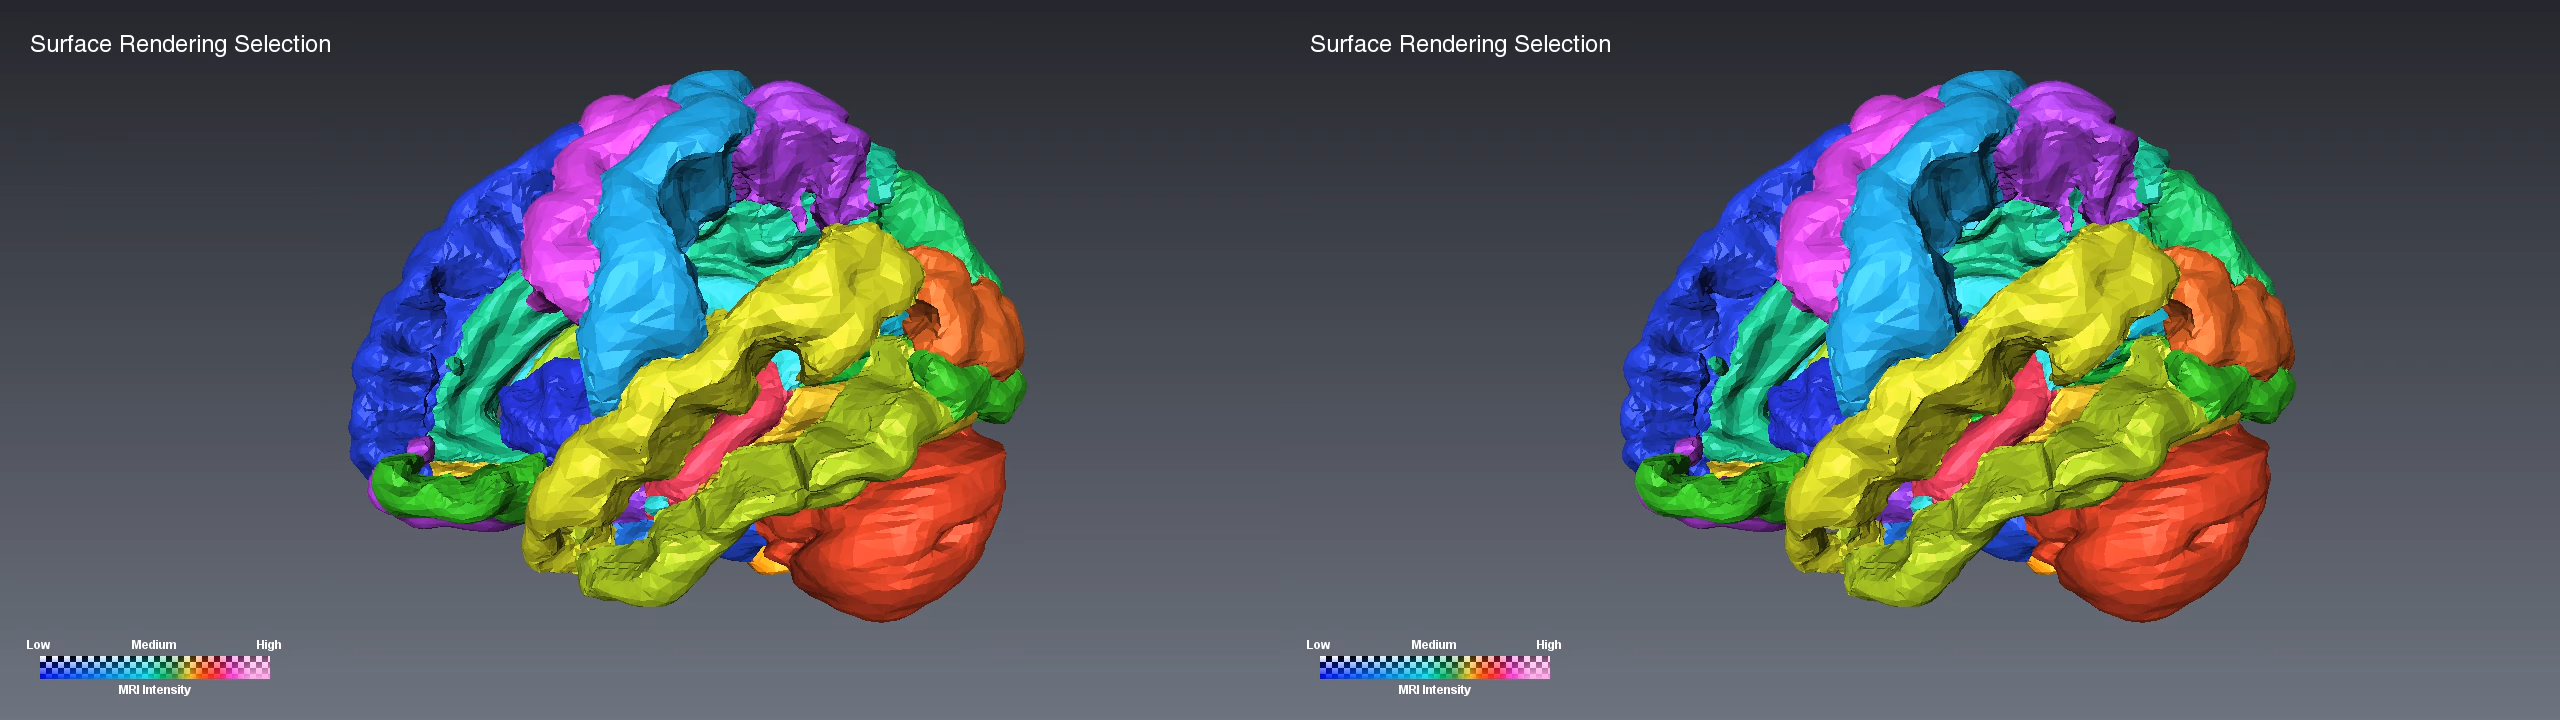 Surface Rendering Selection
Low Medium High
MRI Intensity
Surface Rendering Selection
Low Medium High
MRI Intensity